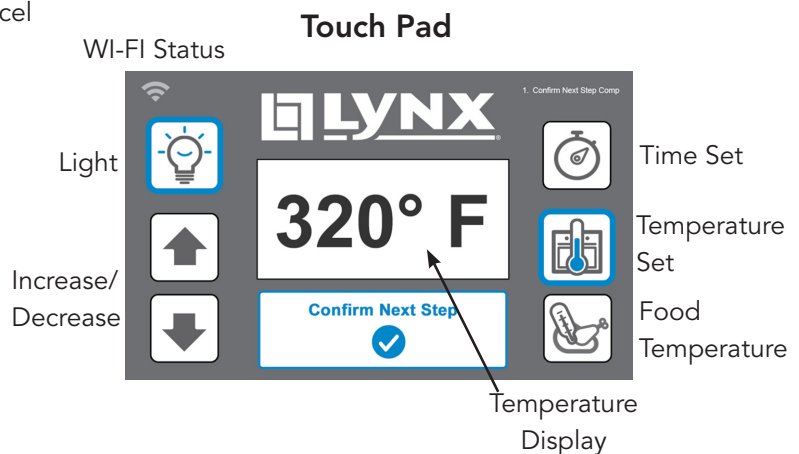 cel
Touch Pad
WI-FI Status
1. Confirm Next Step Comp
LYNX
Light
Time Set
320° F
Temperature
Set
Increase/
Decrease
Confirm Next Step
Food
Temperature
Temperature
Display